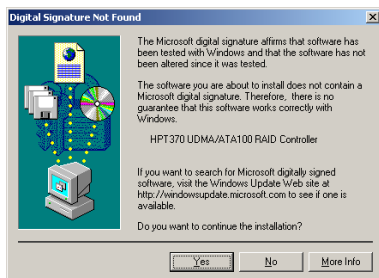 Digital Signature Not Found
The Microsoft digital signature affirms that software has
been tested with Windows and that the software has not
been altered since it was tested.
The software you are about to install does not contain a
Microsoft digital signature. Therefore, there is no
guarantee that this software works correctly with
Windows.
HPT370 UDMA/ATA100 RAID Controller
If you want to search for Microsoft digitally signed
software, visit the Windows Update Web site at
http://windowsupdate.microsoft.com to see if one is
available.
Do you want to continue the installation?
Yes No More Info